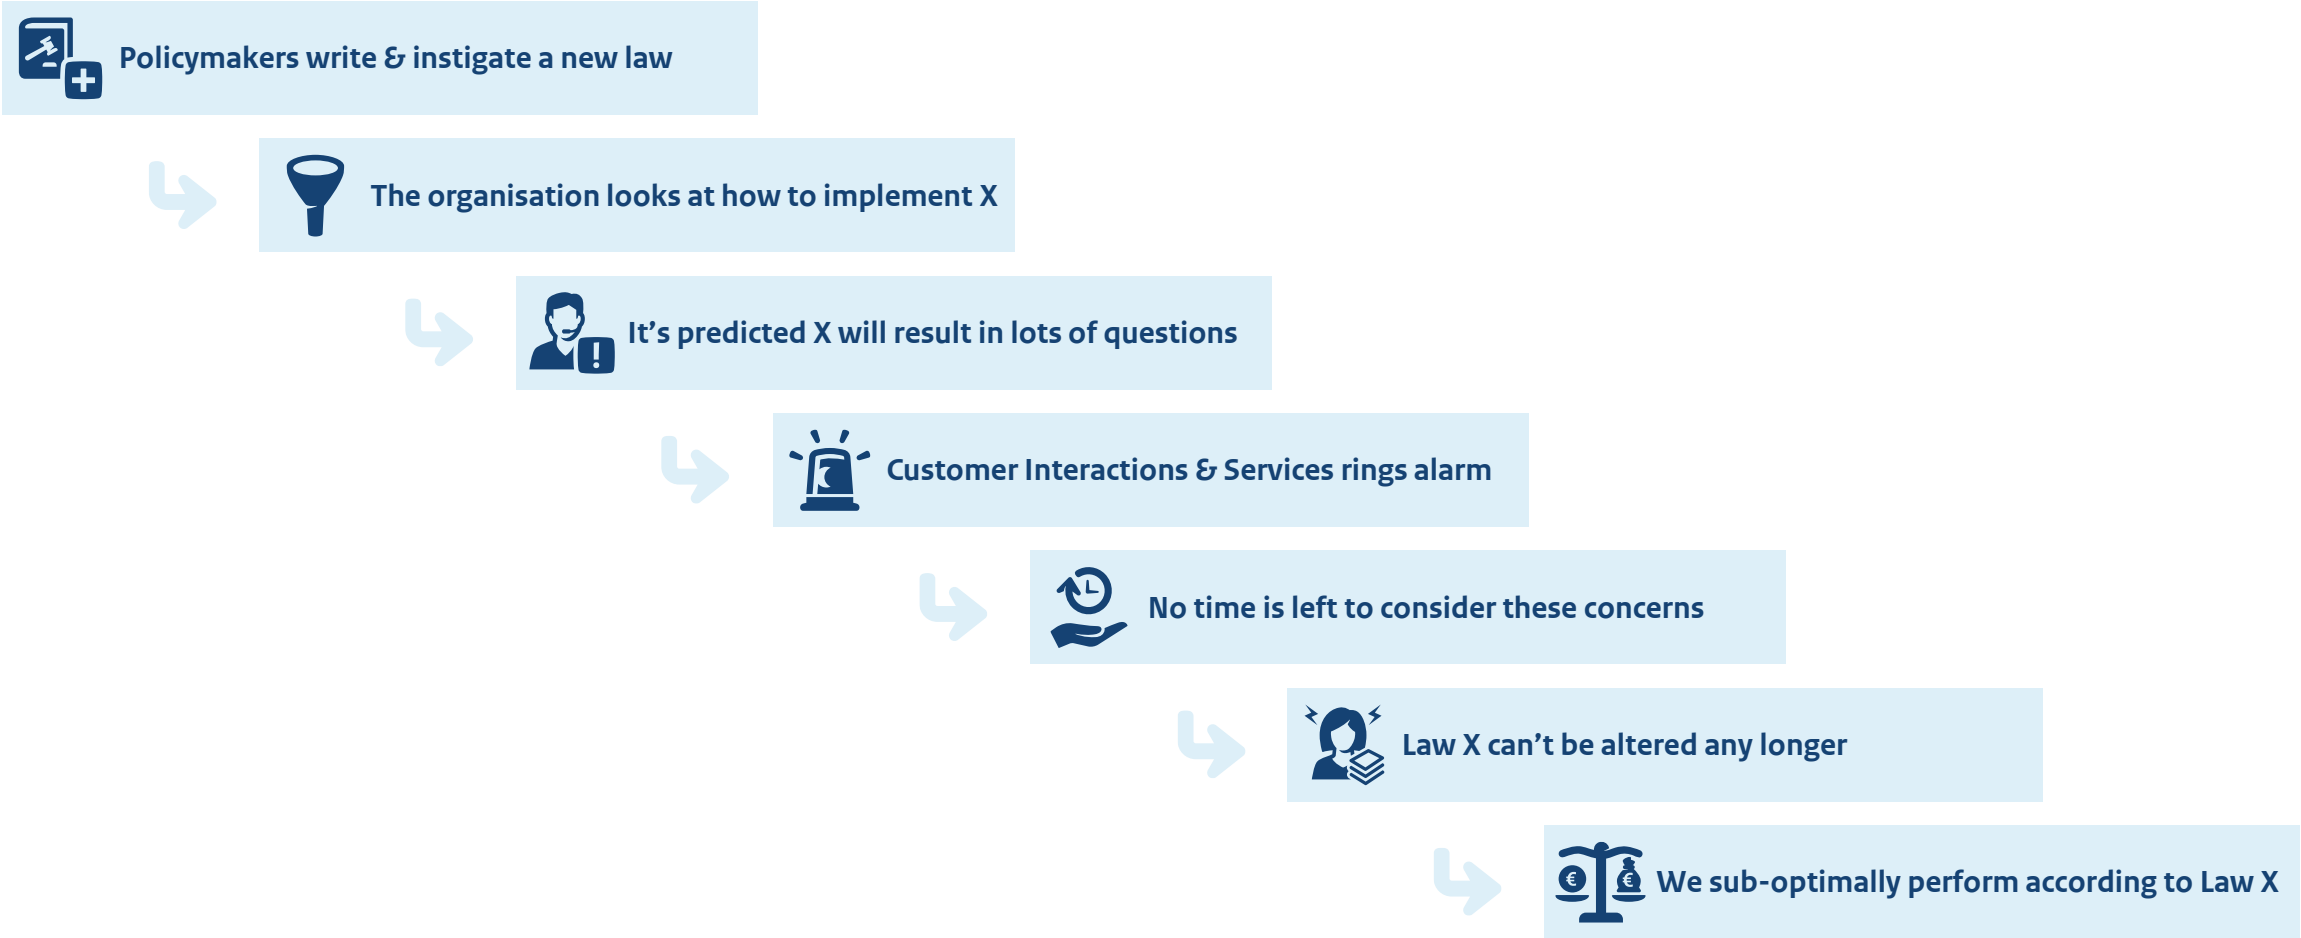 Policymakers write & instigate a new law
The organisation looks at how to implement X
It’s predicted X will result in lots of questions
Customer Interactions & Services rings alarm
No time is left to consider these concerns
Law X can’t be altered any longer
€ € We sub-optimally perform according to Law X